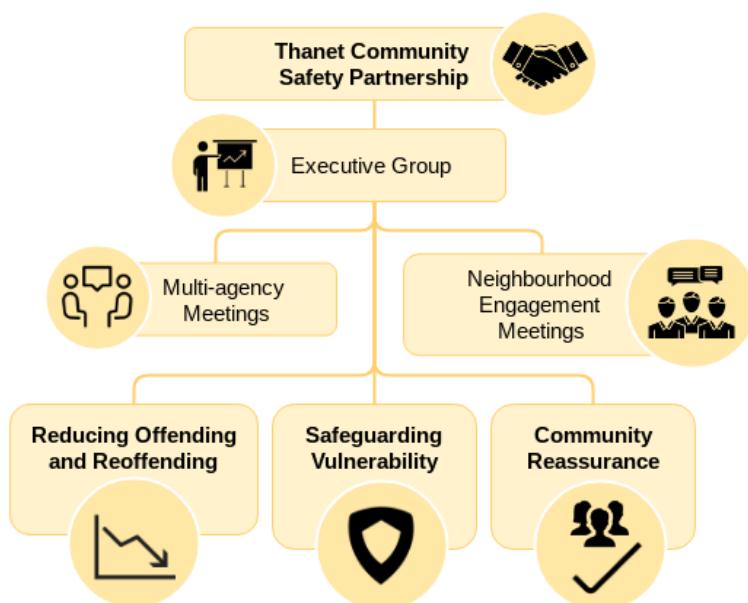 Thanet Community
Safety Partnership
Executive Group
Multi-agency
Meetings
Neighbourhood
Engagement
Meetings
Reducing Offending
and Reoffending
Safeguarding
Vulnerability
Community
Reassurance